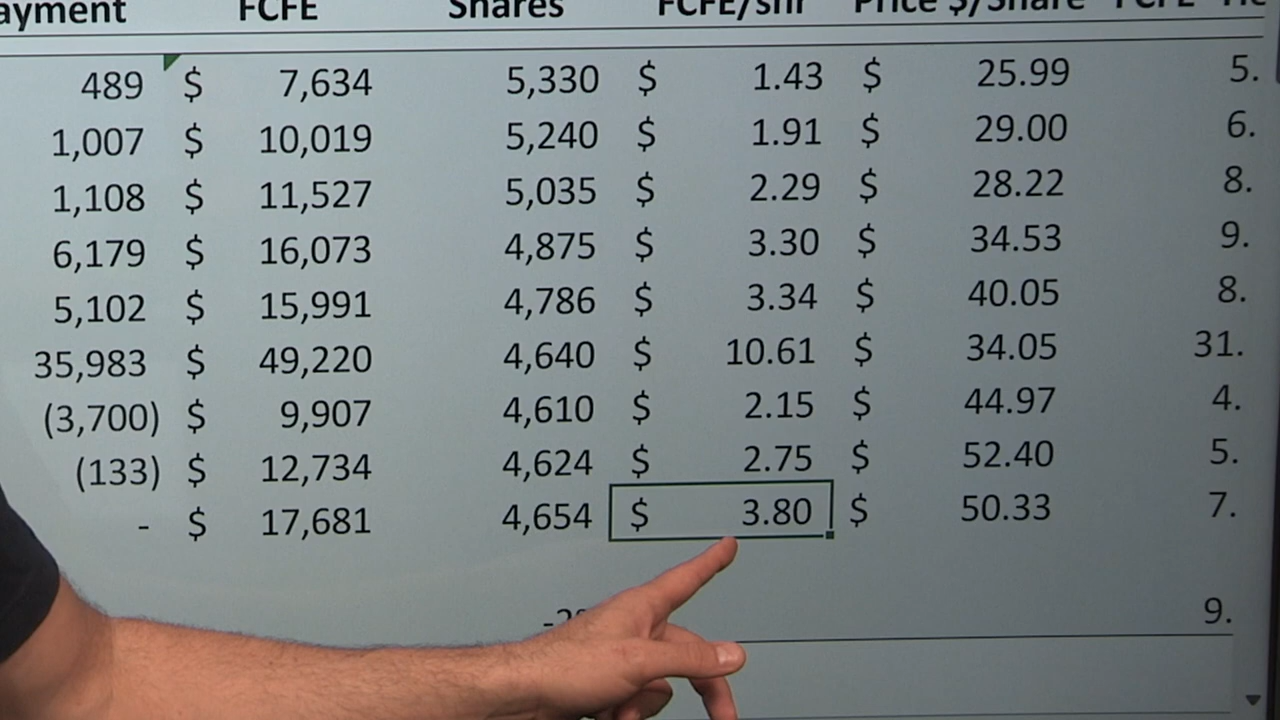 ayment FCFE Shares FCFE/shr Price $/Share FCFE
489 $ 7,634 5,330 $ 1.43 $ 25.99 5.
1,007 $ 10,019 5,240 $ 1.91 $ 29.00 6.
1,108 $ 11,527 5,035 $ 2.29 $ 28.22 8.
6,179 $ 16,073 4,875 $ 3.30 $ 34.53 9.
5,102 $ 15,991 4,786 $ 3.34 $ 40.05 8.
35,983 $ 49,220 4,640 $ 10.61 $ 34.05 31.
(3,700) $ 9,907 4,610 $ 2.15 $ 44.97 4.
(133) $ 12,734 4,624 $ 2.75 $ 52.40 5.
- $ 17,681 4,654 $ 3.80 $ 50.33 7.
9.